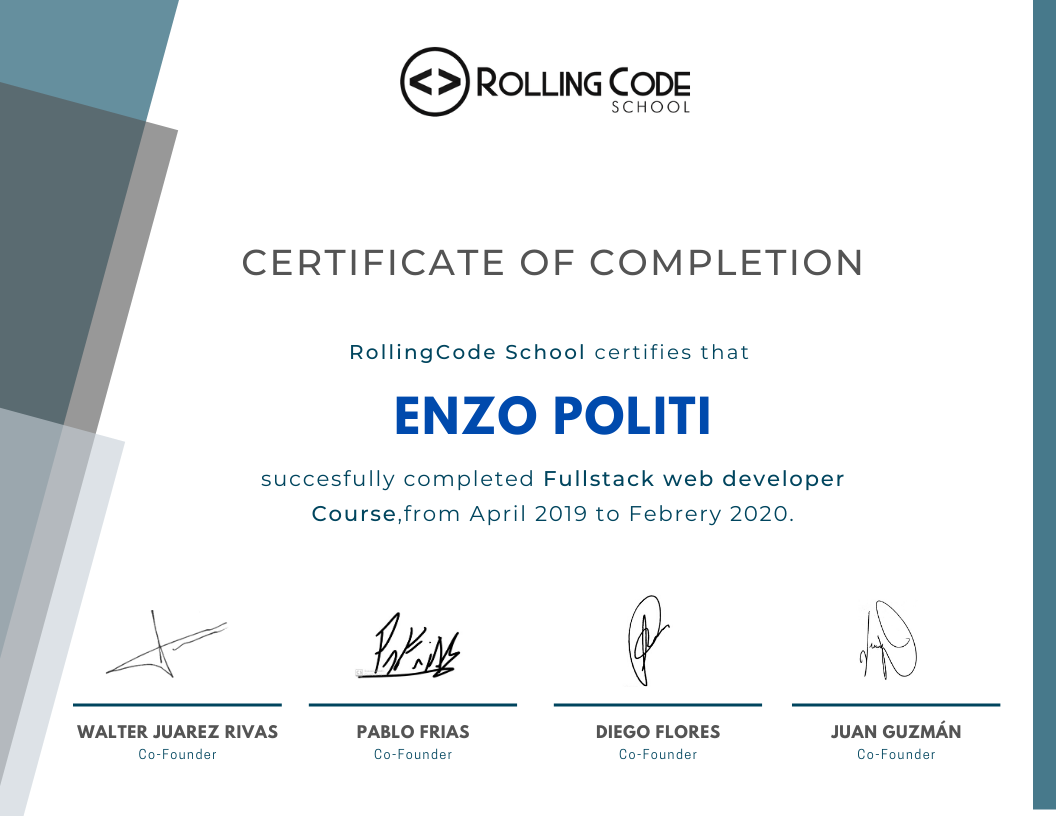 <> ROLLING CODE
SCHOOL
CERTIFICATE OF COMPLETION
RollingCode School certifies that
ENZO POLITI
succesfully completed Fullstack web developer
Course,from April 2019 to Febrery 2020.
WALTER JUAREZ RIVAS
Co-Founder
PABLO FRIAS
Co-Founder
DIEGO FLORES
Co-Founder
JUAN GUZMÁN
Co-Founder